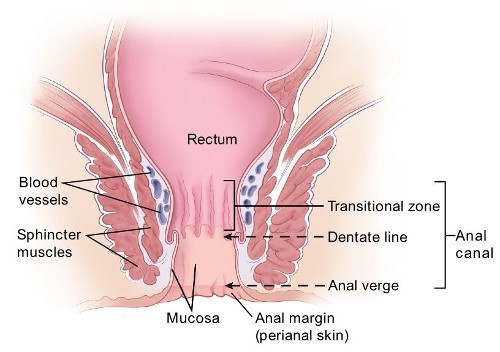 Rectum
Blood
vessels
Transitional zone
Sphincter
muscles
Dentate line
Anal
canal
Anal verge
Mucosa
Anal margin
(perianal skin)